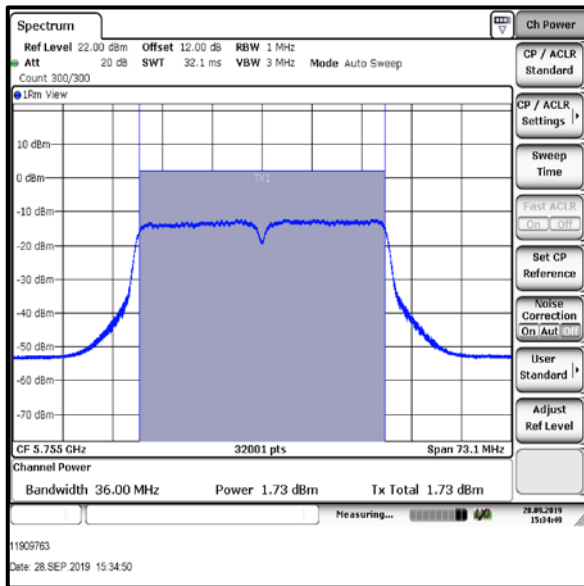 Spectrum
Ref Level 22.00 dBm Offset 12.00 dB RBW 1 MHz
Att 20 dB SWT 32.1 ms VBW 3 MHz Mode Auto Sweep
Count 300/300
1Rm View
10 dBm
0 dBm
TX1
-10 dBm
-20 dBm
-30 dBm
-40 dBm
-50 dBm
-60 dBm
-70 dBm
CF 5.755 GHz 32001 pts Span 73.1 MHz
Channel Power
Bandwidth 36.00 MHz Power 1.73 dBm Tx Total 1.73 dBm
Measuring...
28.09.2019
15:34:49
Ch Power
CP / ACLR
Standard
CP / ACLR
Settings
Sweep
Time
Fast ACLR
On Off
Set CP
Reference
Noise
Correction
On Aut Off
User
Standard
Adjust
Ref Level
11909763
Date: 28.SEP.2019 15:34:50